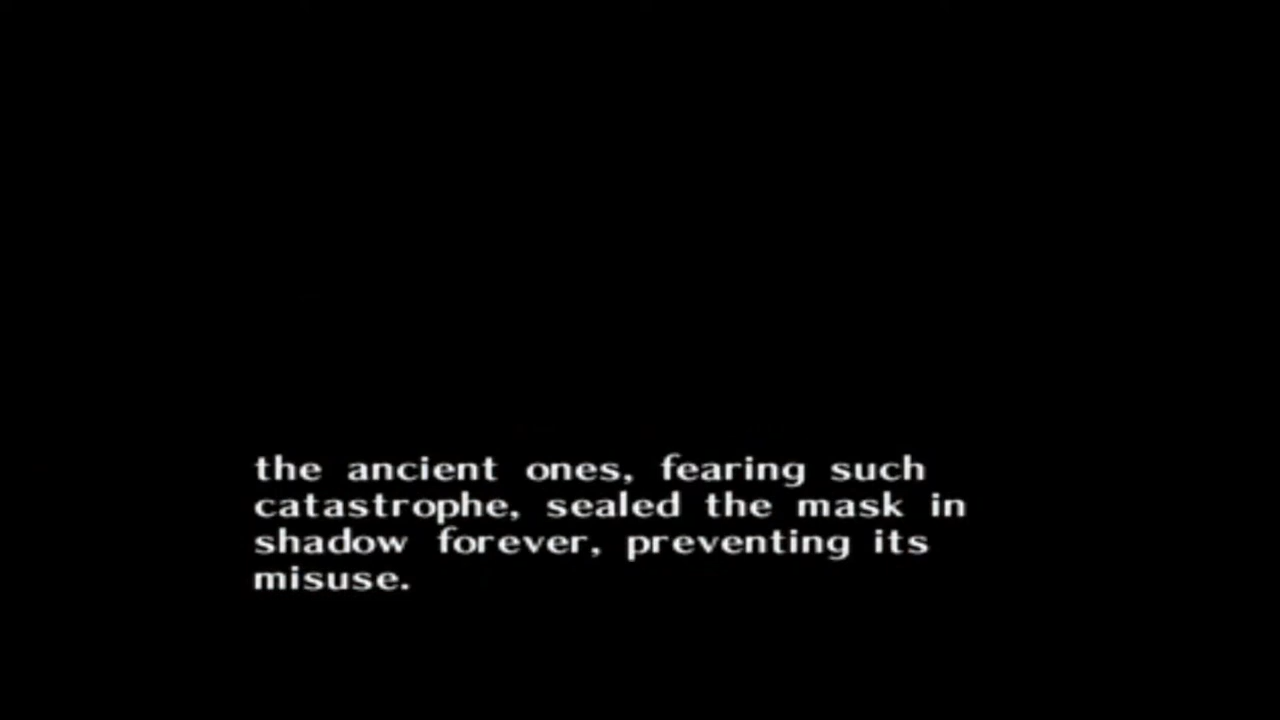 the ancient ones, fearing such
catastrophe, sealed the mask in
shadow forever, preventing its
misuse.